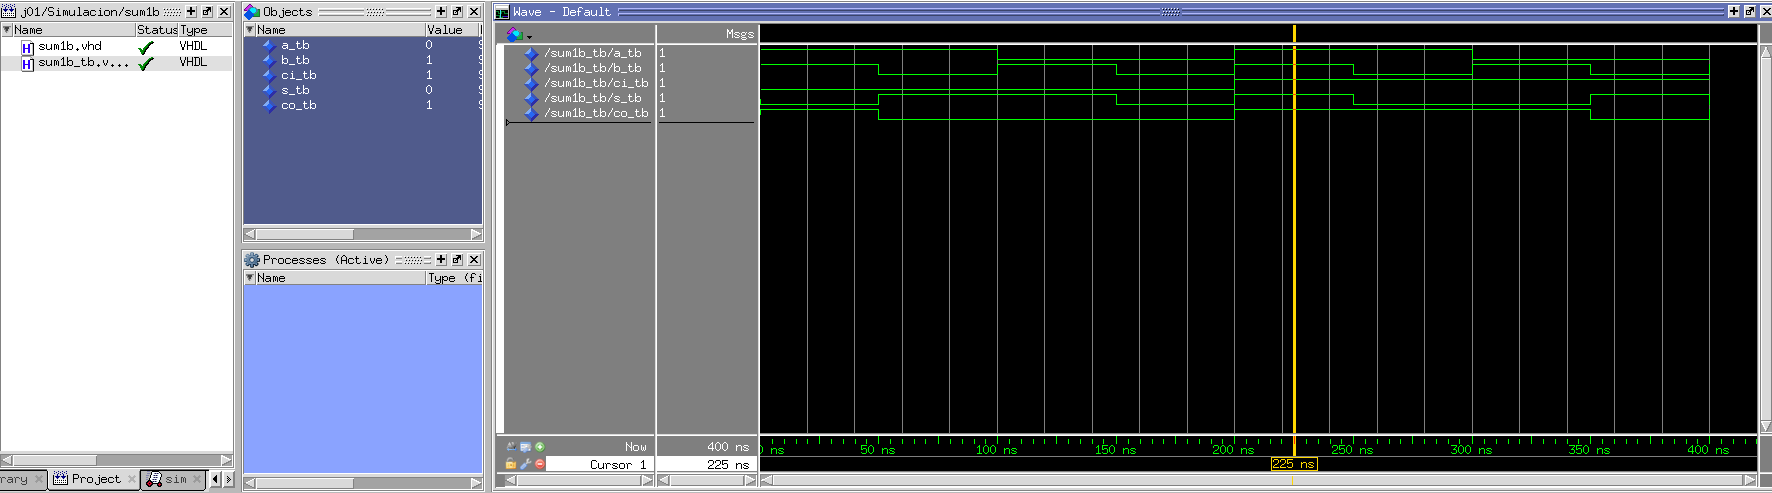 j01/Simulacion/sum1b
Name Status Type
sum1b.vhd VHDL
sum1b_tb.v... VHDL
rary Project sim
Objects
Name Value
a_tb 0
b_tb 1
ci_tb 1
s_tb 0
co_tb 1
Processes (Active)
Name Type (fi
Wave - Default
Msgs
/sum1b_tb/a_tb 1
/sum1b_tb/b_tb 1
/sum1b_tb/ci_tb 1
/sum1b_tb/s_tb 1
/sum1b_tb/co_tb 1
Now 400 ns
ns 50 ns 100 ns 150 ns 200 ns 250 ns 300 ns 350 ns 400 ns
Cursor 1 225 ns
225 ns